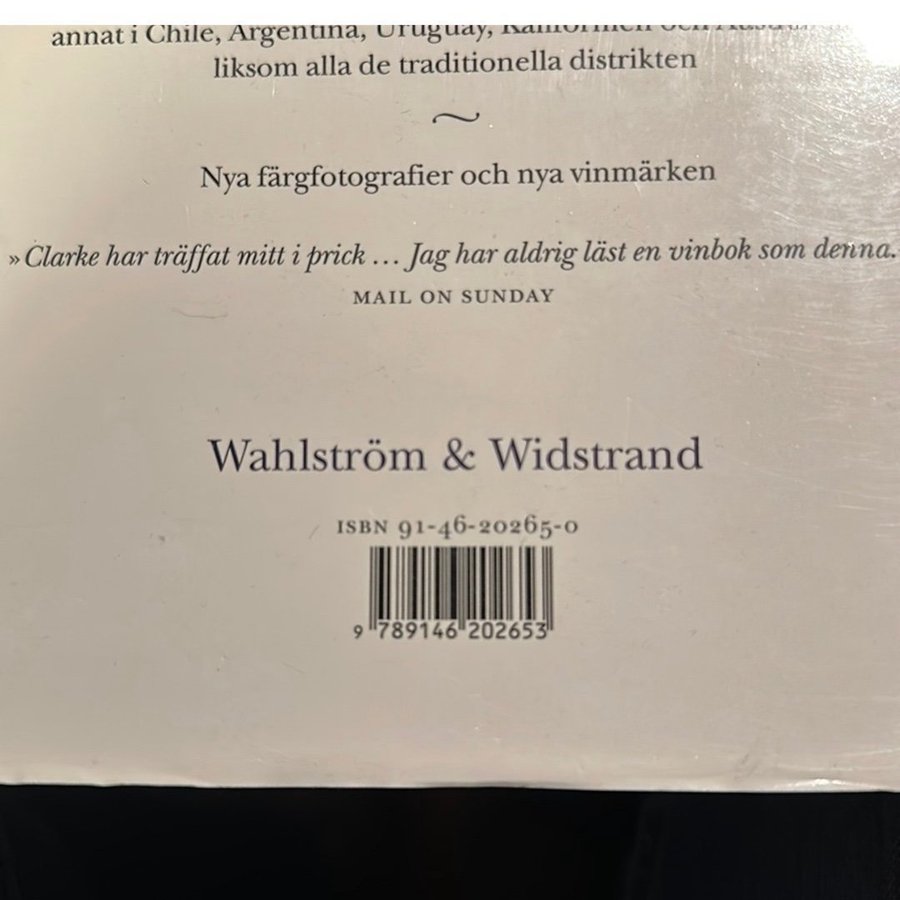 annat i Chile, Argentina, Uruguay, Kalifornien och
liksom alla de traditionella distrikten
Nya färgfotografier och nya vinmärken
»Clarke har träffat mitt i prick … Jag har aldrig läst en vinbok som denna.
MAIL ON SUNDAY
Wahlström & Widstrand
ISBN 91-46-20265-0
9 789146 202653